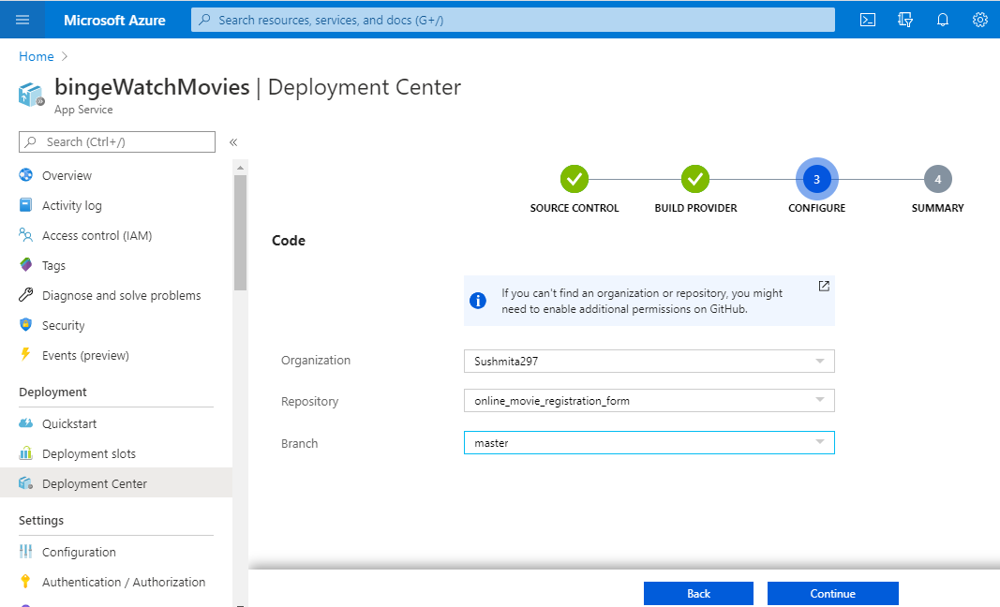 Microsoft Azure
Search resources, services, and docs (G+/)
Home
bingeWatchMovies | Deployment Center
App Service
Search (Ctrl+/)
«
Overview
Activity log
Access control (IAM)
Tags
Diagnose and solve problems
Security
Events (preview)
Deployment
Quickstart
Deployment slots
Deployment Center
Settings
Configuration
Authentication / Authorization
3
4
SOURCE CONTROL
BUILD PROVIDER
CONFIGURE
SUMMARY
Code
If you can't find an organization or repository, you might
need to enable additional permissions on GitHub.
Organization
Sushmita297
Repository
online_movie_registration_form
Branch
master
Back
Continue